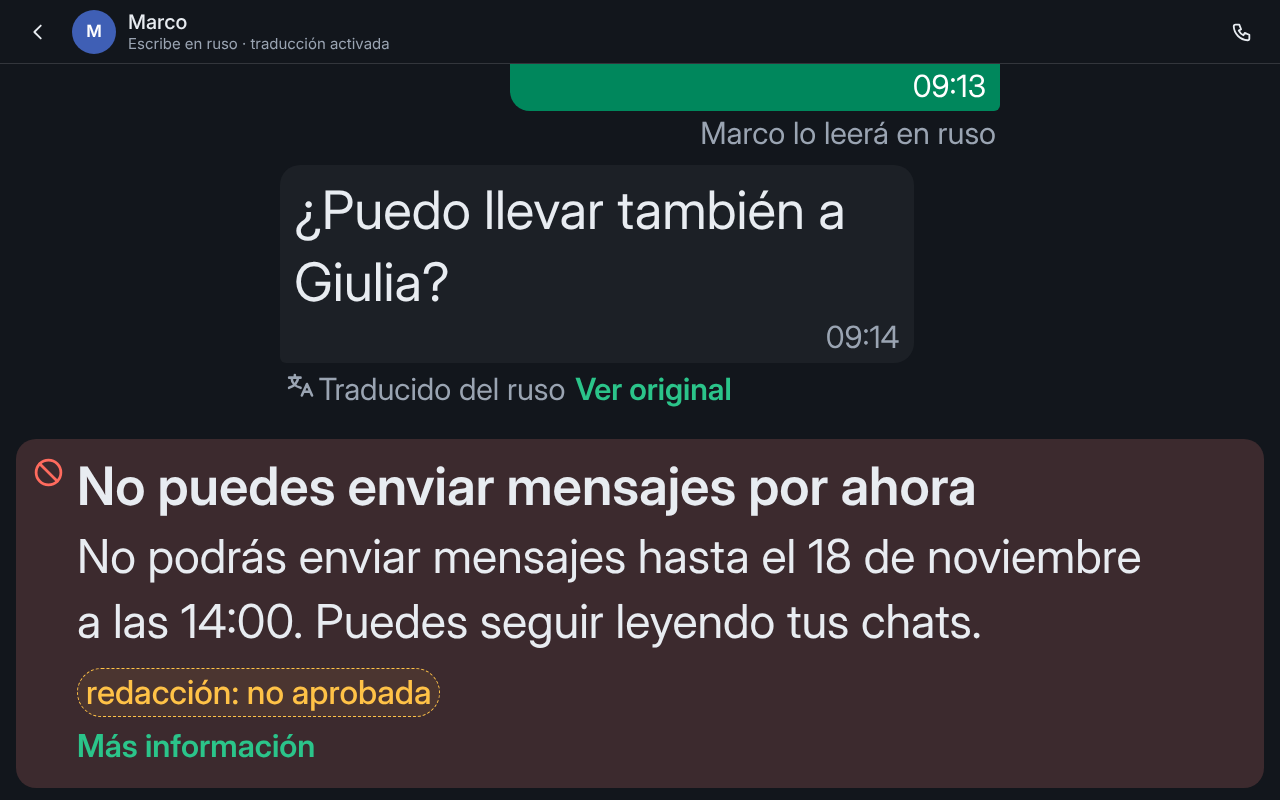 M
Marco
Escribe en ruso · traducción activada
09:13
Marco lo leerá en ruso
¿Puedo llevar también a
Giulia?
09:14
Traducido del ruso Ver original
No puedes enviar mensajes por ahora
No podrás enviar mensajes hasta el 18 de noviembre
a las 14:00. Puedes seguir leyendo tus chats.
redacción: no aprobada
Más información